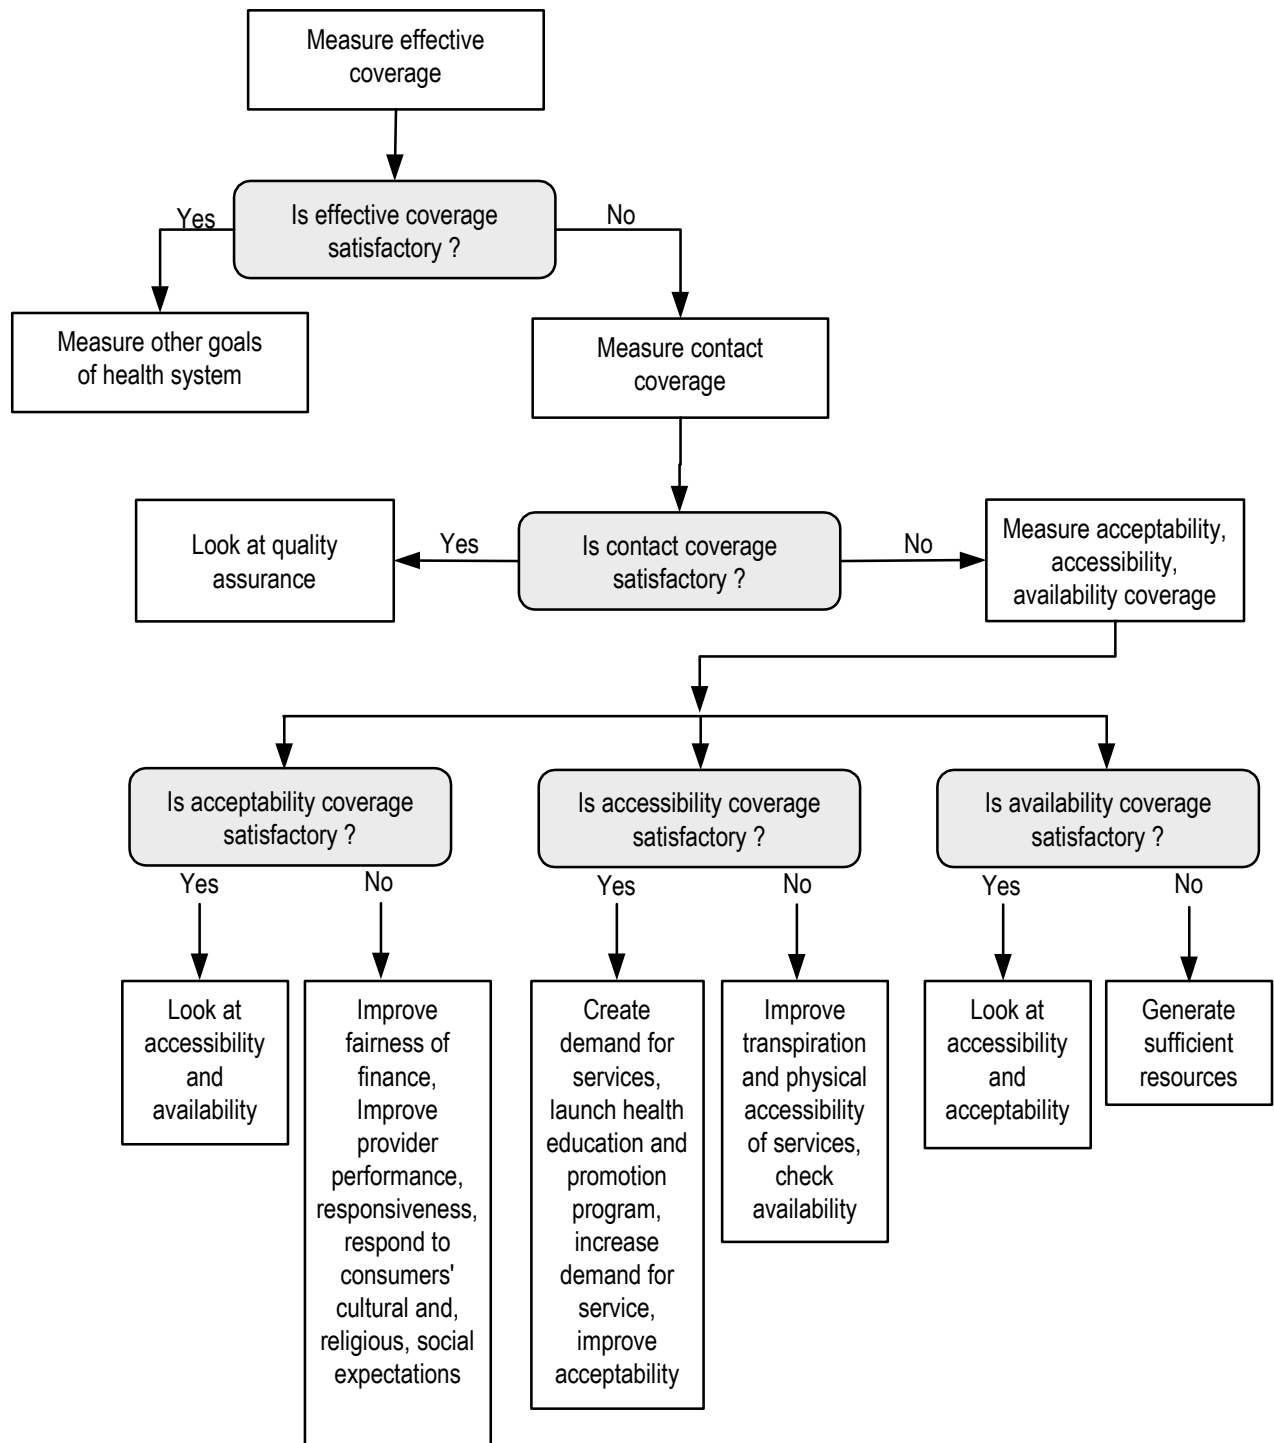 Measure effective
coverage
Is effective coverage
satisfactory ?
Yes
No
Measure other goals
of health system
Measure contact
coverage
Look at quality
assurance
Yes
Is contact coverage
satisfactory ?
No
Measure acceptability,
accessibility,
availability coverage
Is acceptability coverage
satisfactory ?
Is accessibility coverage
satisfactory ?
Is availability coverage
satisfactory ?
Yes
No
Yes
No
Yes
No
Look at
accessibility
and
availability
Improve
fairness of
finance,
Improve
provider
performance,
responsiveness,
respond to
consumers'
cultural and,
religious, social
expectations
Create
demand for
services,
launch health
education and
promotion
program,
increase
demand for
service,
improve
acceptability
Improve
transpiration
and physical
accessibility
of services,
check
availability
Look at
accessibility
and
acceptability
Generate
sufficient
resources